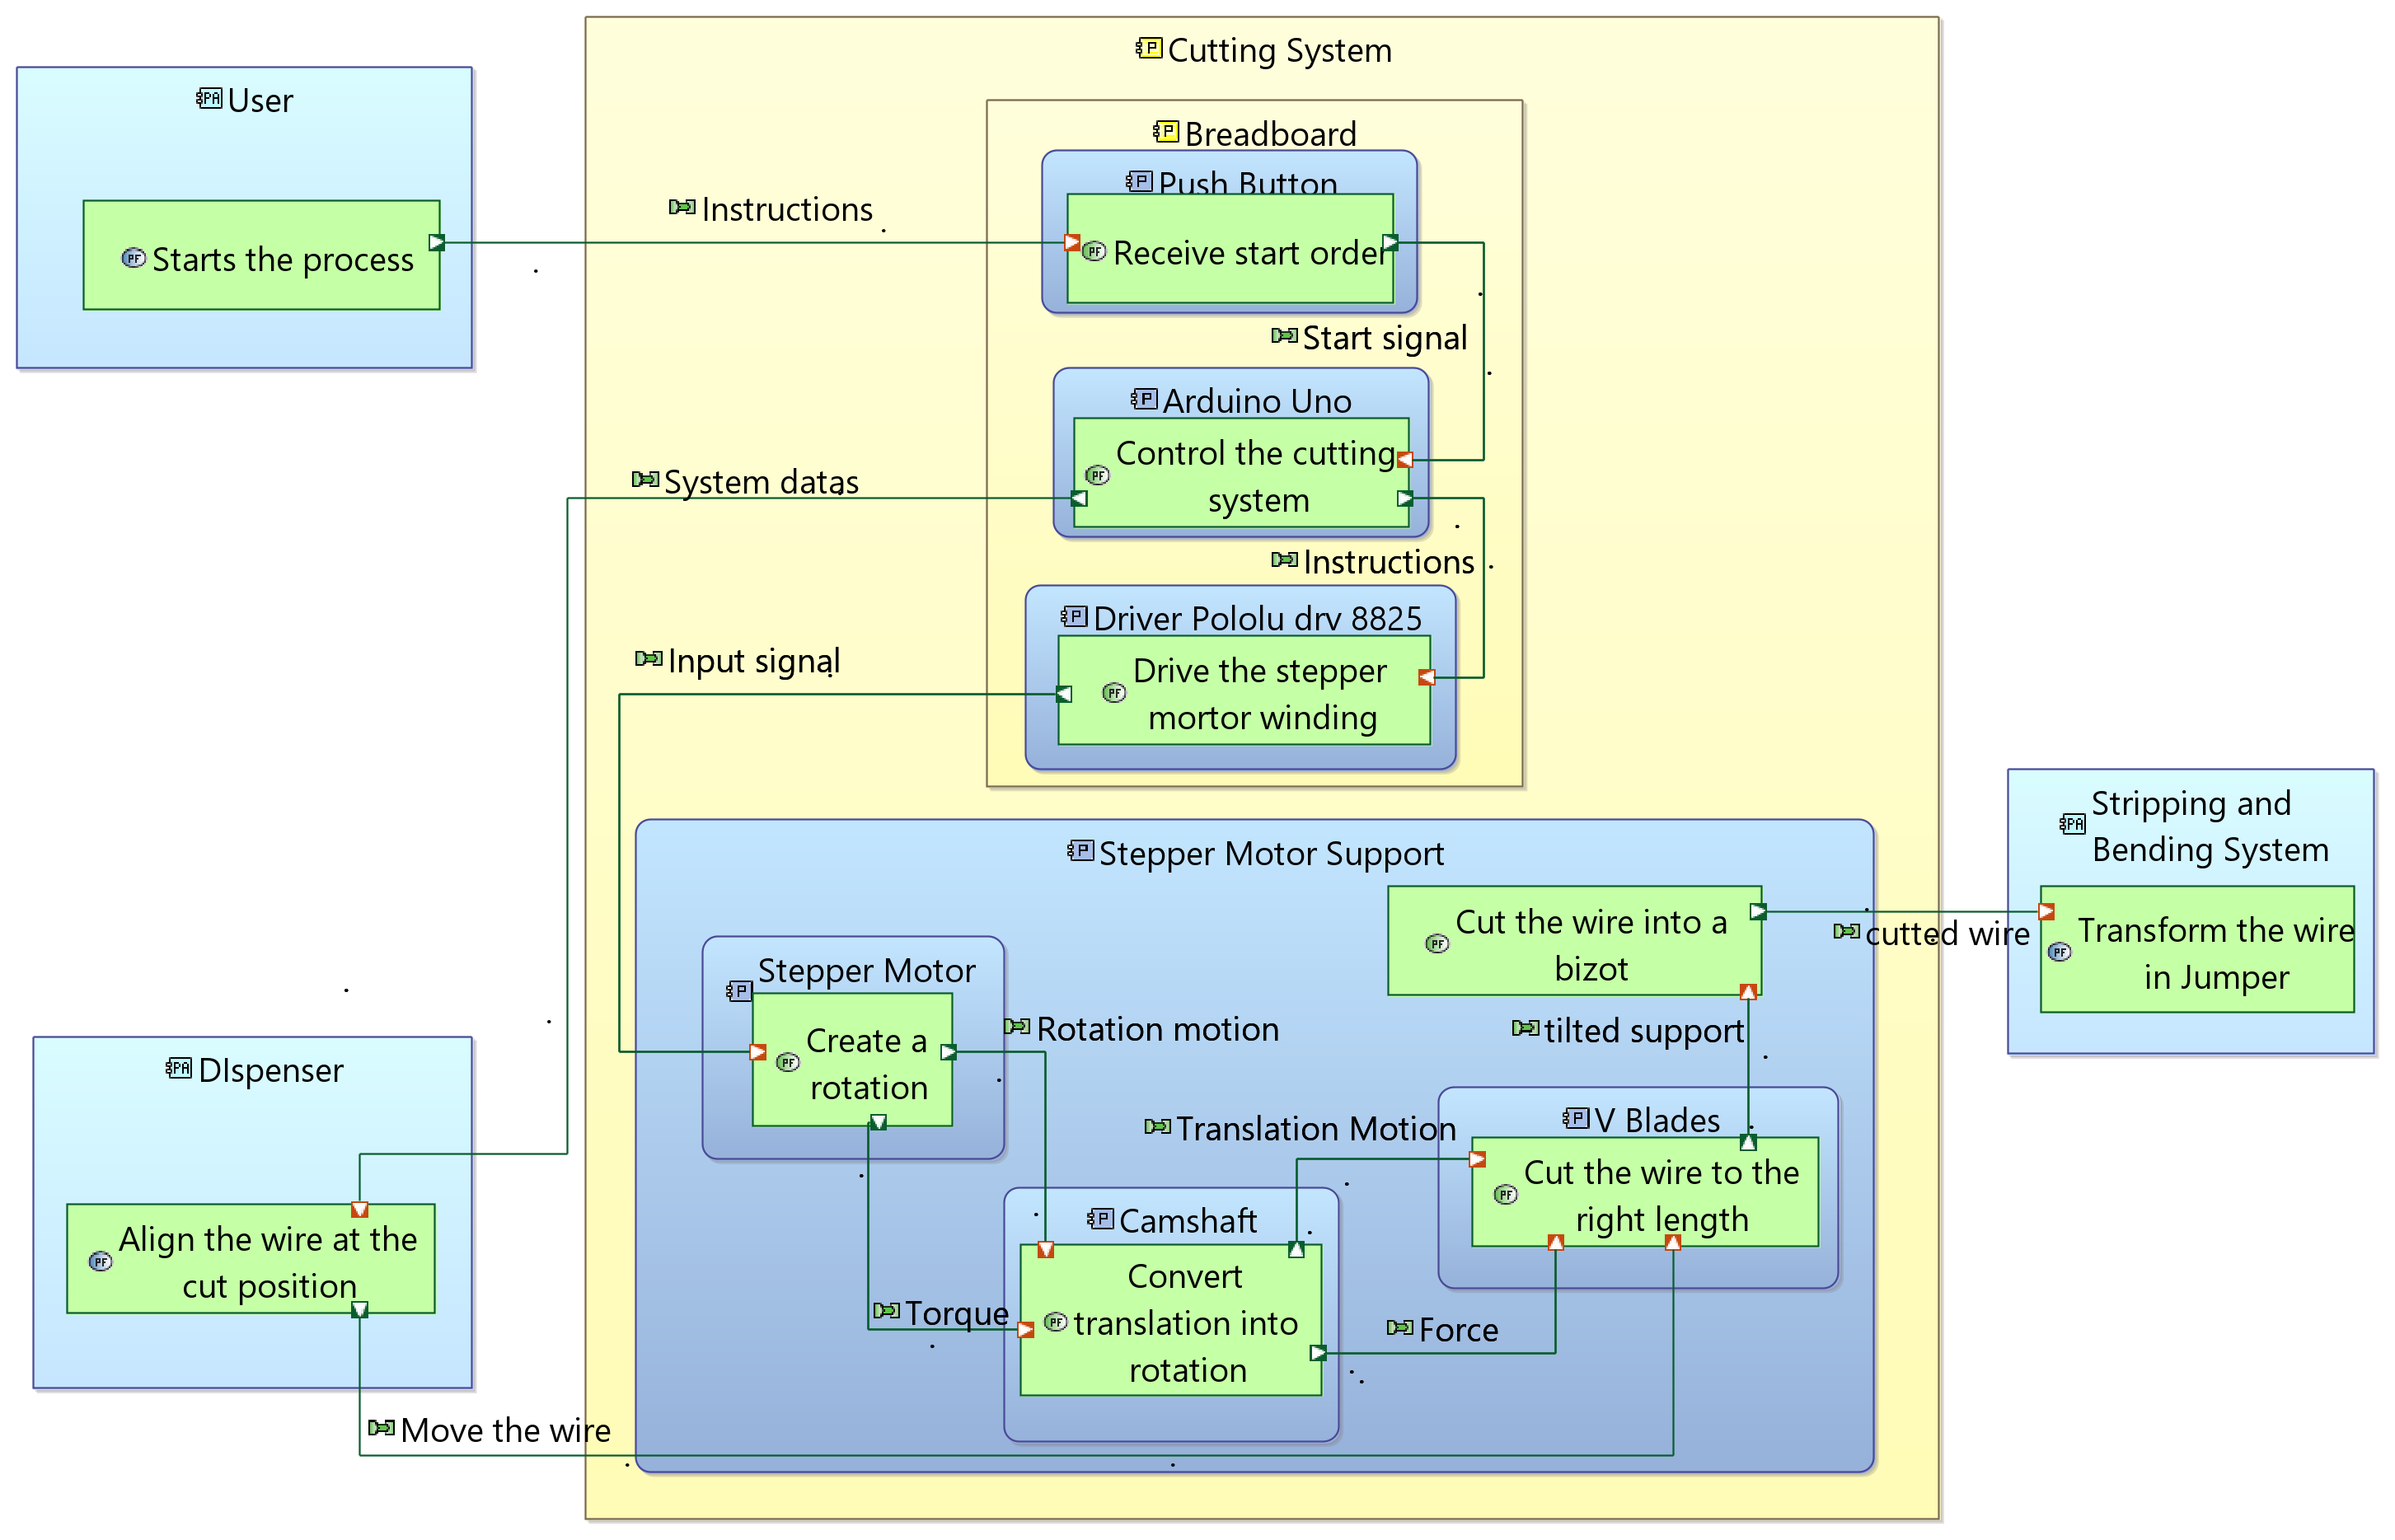 Cutting System
User
Starts the process
Instructions
Breadboard
Push Button
Receive start order
Start signal
Arduino Uno
Control the cutting
system
System datas
Instructions
Driver Pololu drv 8825
Drive the stepper
mortor winding
Input signal
Stepper Motor Support
Stepper Motor
Create a
rotation
Rotation motion
Cut the wire into a
bizot
cutted wire
Stripping and
Bending System
Transform the wire
in Jumper
tilted support
Translation Motion
V Blades
Cut the wire to the
right length
Camshaft
Convert
translation into
rotation
Torque
Force
DIspenser
Align the wire at the
cut position
Move the wire